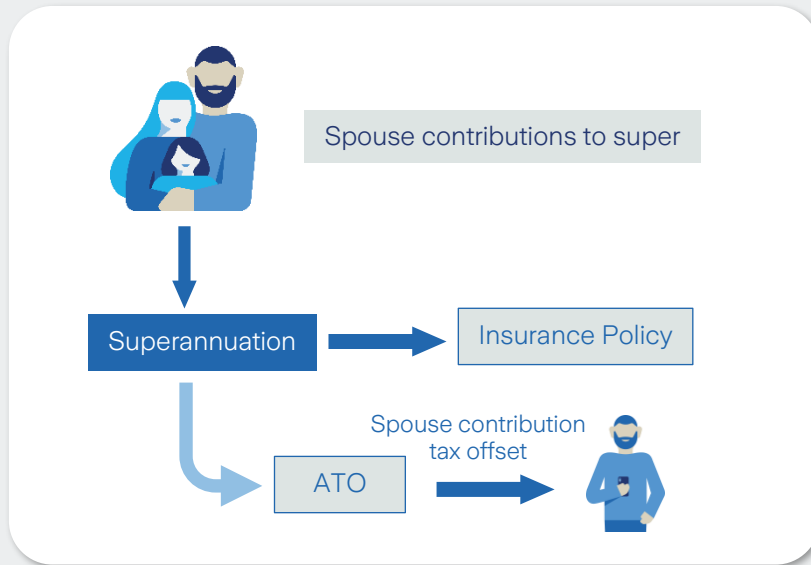 Spouse contributions to super
Superannuation
Insurance Policy
Spouse contribution
tax offset
ATO